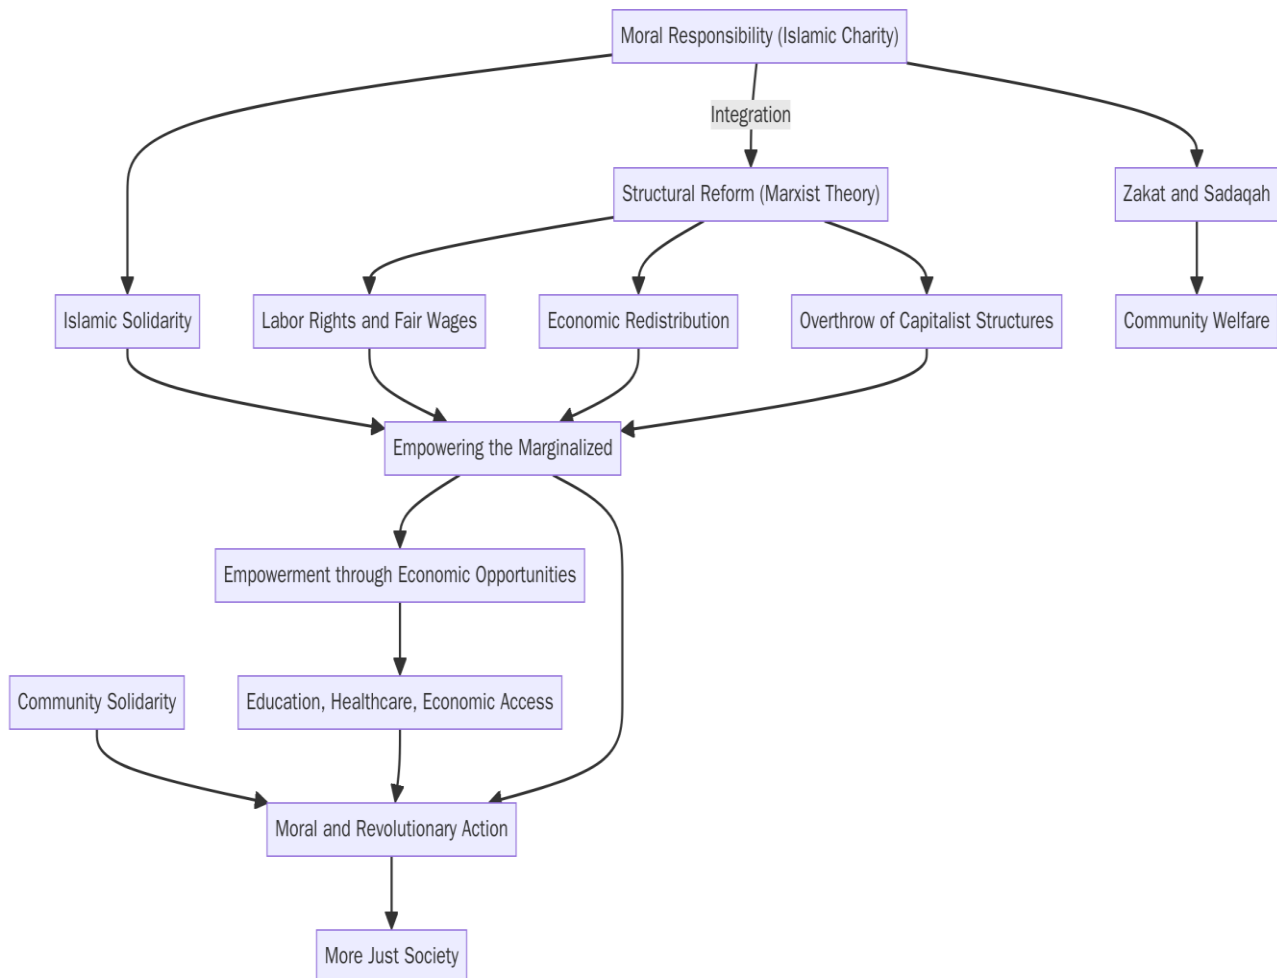 Moral Responsibility (Islamic Charity)
Integration
Structural Reform (Marxist Theory)
Zakat and Sadaqah
Islamic Solidarity
Labor Rights and Fair Wages
Economic Redistribution
Overthrow of Capitalist Structures
Community Welfare
Empowering the Marginalized
Empowerment through Economic Opportunities
Community Solidarity
Education, Healthcare, Economic Access
Moral and Revolutionary Action
More Just Society